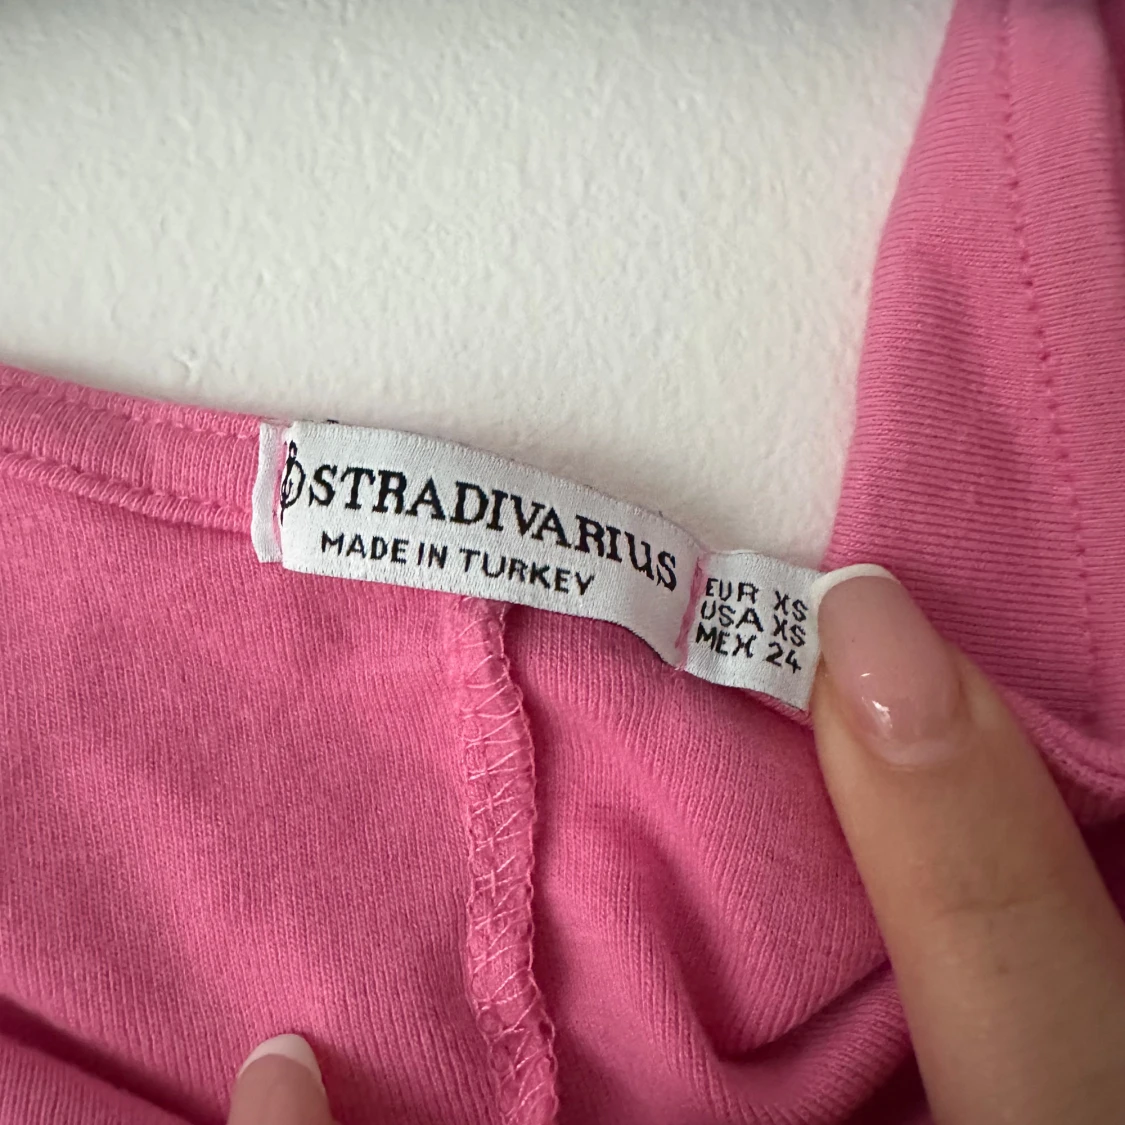 STRADIVARIUS
MADE IN TURKEY
EUR XS
USA XS
MEX 24